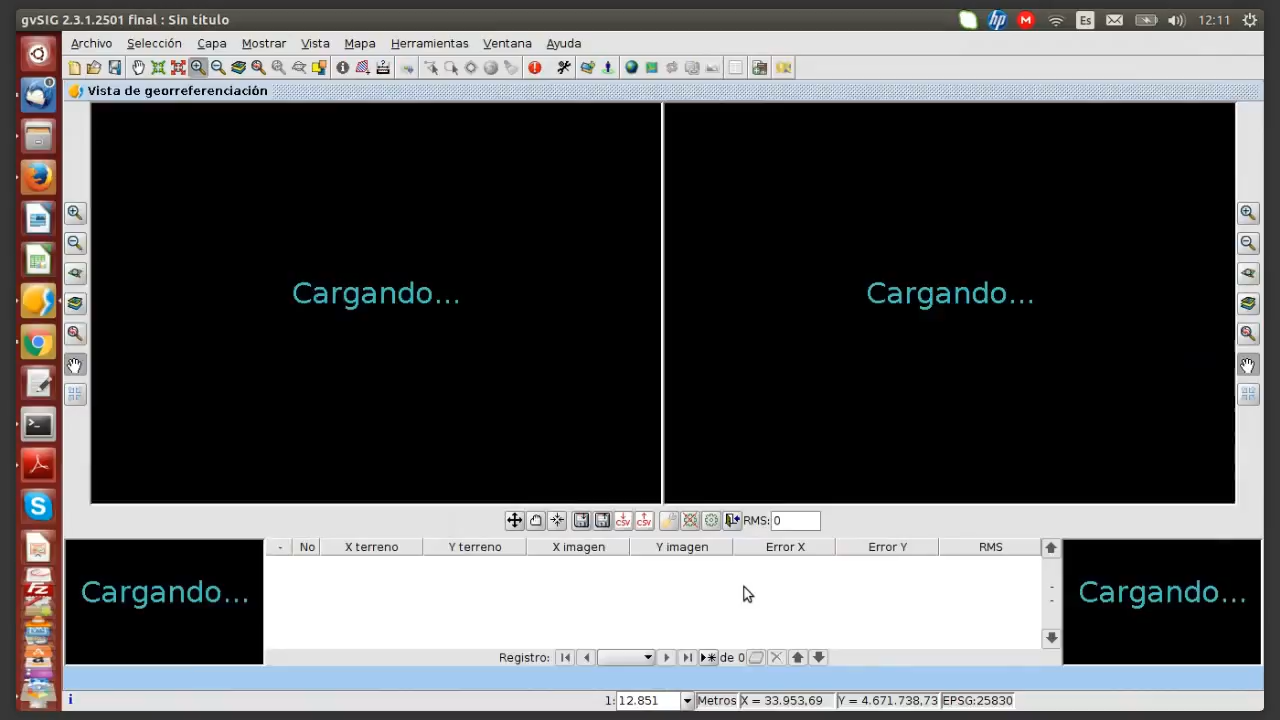 gvSIG 2.3.1.2501 final : Sin título
Es
12:11
Archivo Selección Capa Mostrar Vista Mapa Herramientas Ventana Ayuda
Vista de georreferenciación
Cargando... Cargando...
CSV CSV RMS: 0
- No X terreno Y terreno X imagen Y imagen Error X Error Y RMS
Cargando... Cargando...
Registro: de 0
1: 12.851 Metros X = 33.953,69 Y = 4.671.738,73 EPSG:25830